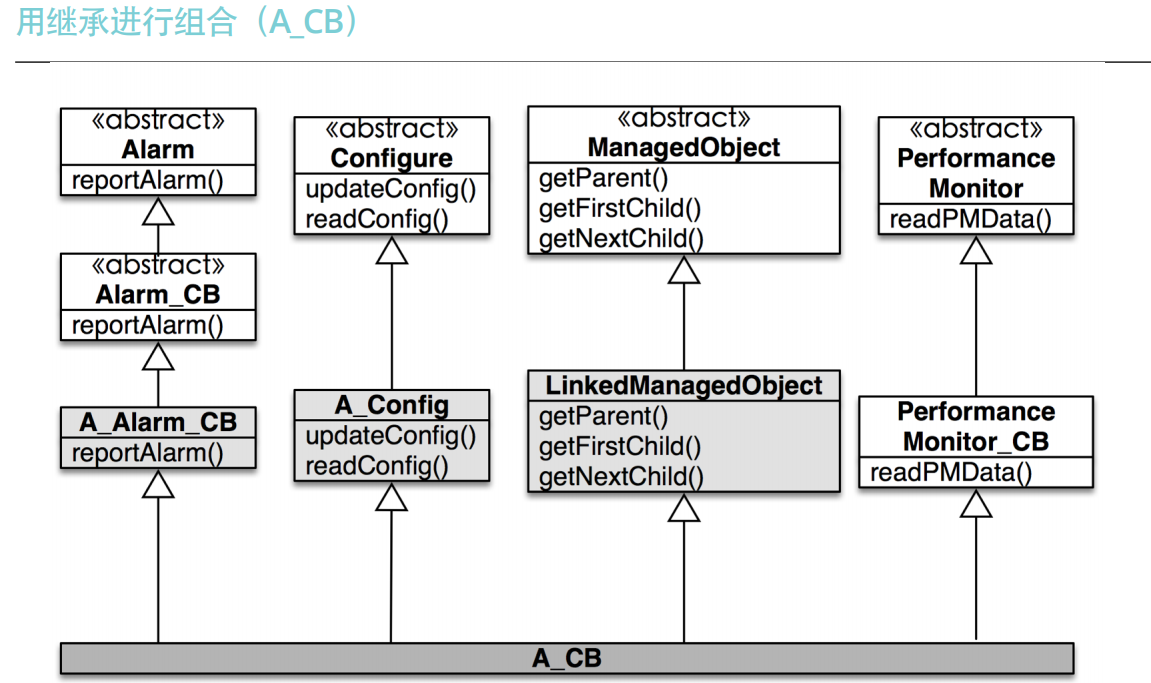 用继承进行组合（A_CB）
«abstract»
Alarm
reportAlarm()
«abstract»
Alarm_CB
reportAlarm()
A_Alarm_CB
reportAlarm()
«abstract»
Configure
updateConfig()
readConfig()
A_Config
updateConfig()
readConfig()
«abstract»
ManagedObject
getParent()
getFirstChild()
getNextChild()
LinkedManagedObject
getParent()
getFirstChild()
getNextChild()
«abstract»
Performance
Monitor
readPMData()
Performance
Monitor_CB
readPMData()
A_CB